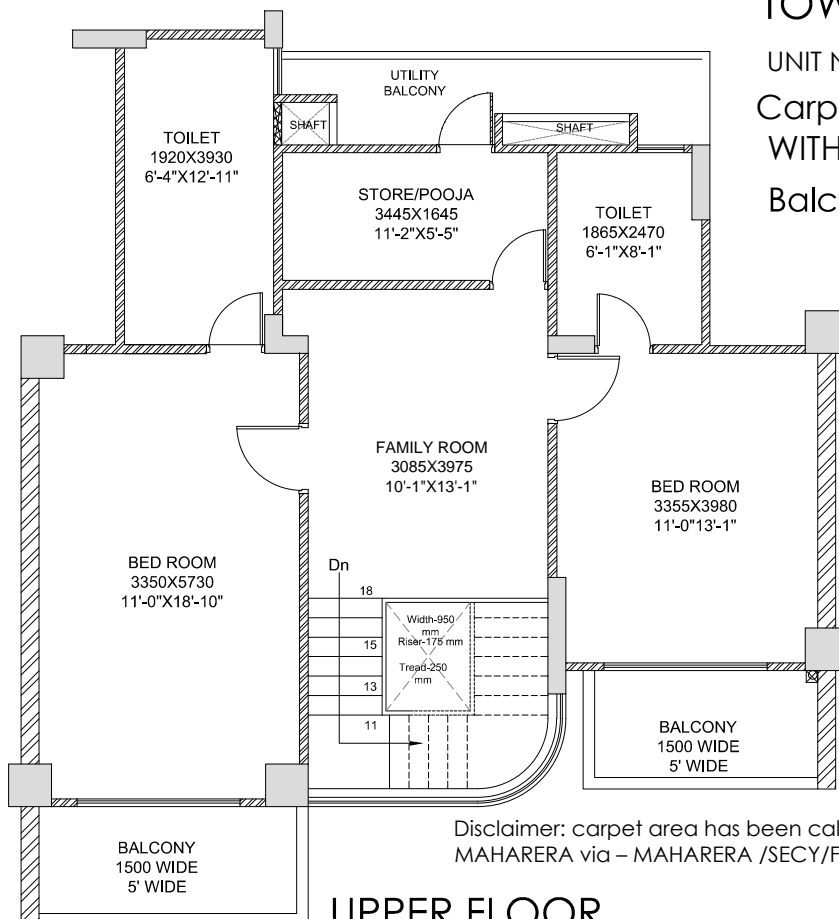 TOW
UNIT N
Carp
WITH
Balc
UTILITY
BALCONY
SHAFT
SHAFT
TOILET
1920X3930
6'-4"X12'-11"
STORE/POOJA
3445X1645
11'-2"X5'-5"
TOILET
1865X2470
6'-1"X8'-1"
FAMILY ROOM
3085X3975
10'-1"X13'-1"
BED ROOM
3355X3980
11'-0"13'-1"
BED ROOM
3350X5730
11'-0"X18'-10"
Dn
18
15
13
11
Width-950
mm
Riser-175 mm
Tread-250
mm
BALCONY
1500 WIDE
5' WIDE
BALCONY
1500 WIDE
5' WIDE
Disclaimer: carpet area has been cal
MAHARERA via – MAHARERA /SECY/F
UPPER FLOOR